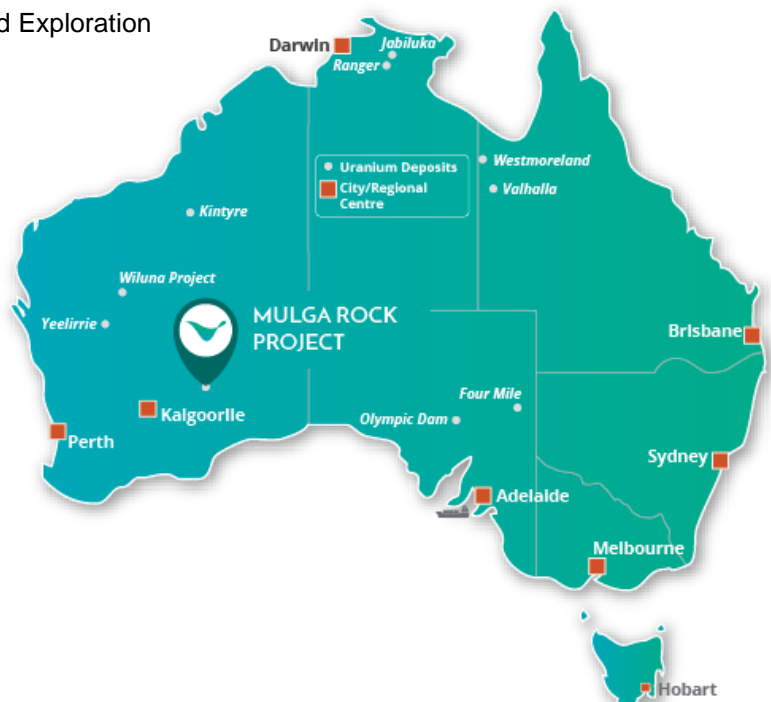 d Exploration
Darwin
Jabiluka
Ranger
Uranium Deposits
City/Regional
Centre
Westmoreland
Valhalla
Kintyre
Wiluna Project
Yeelirrie
MULGA ROCK
PROJECT
Brisbane
Four Mile
Olympic Dam
Kalgoorlie
Perth
Sydney
Adelaide
Melbourne
Hobart